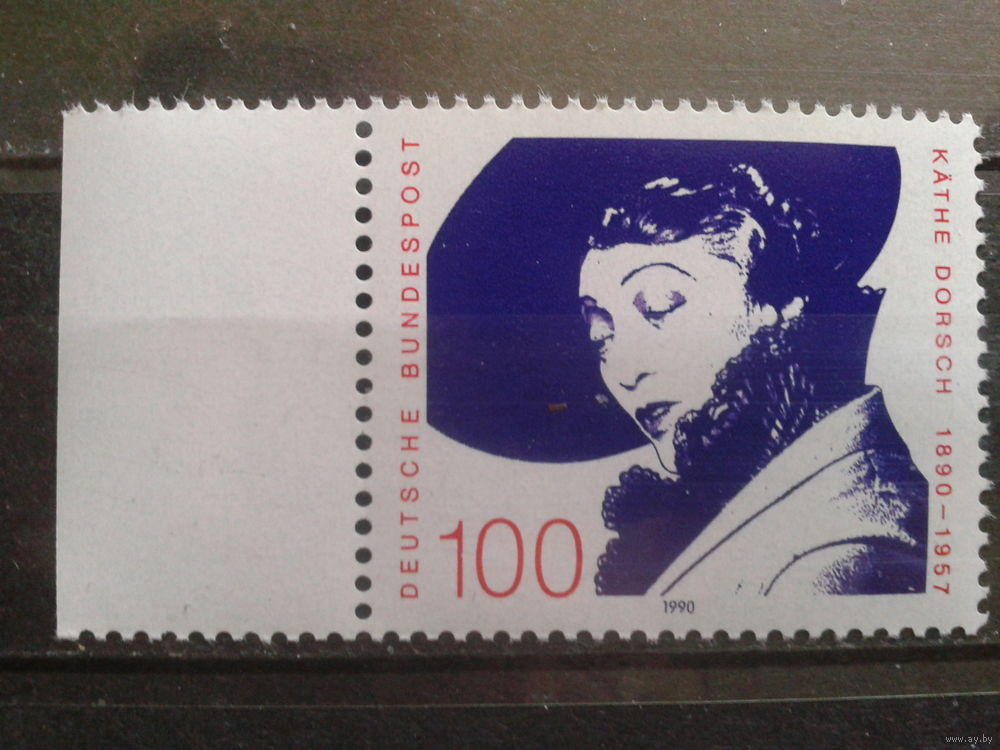 DEUTSCHE BUNDESPOST
KÄTHE DORSCH 1890-1957
100
1990
www.ay.by